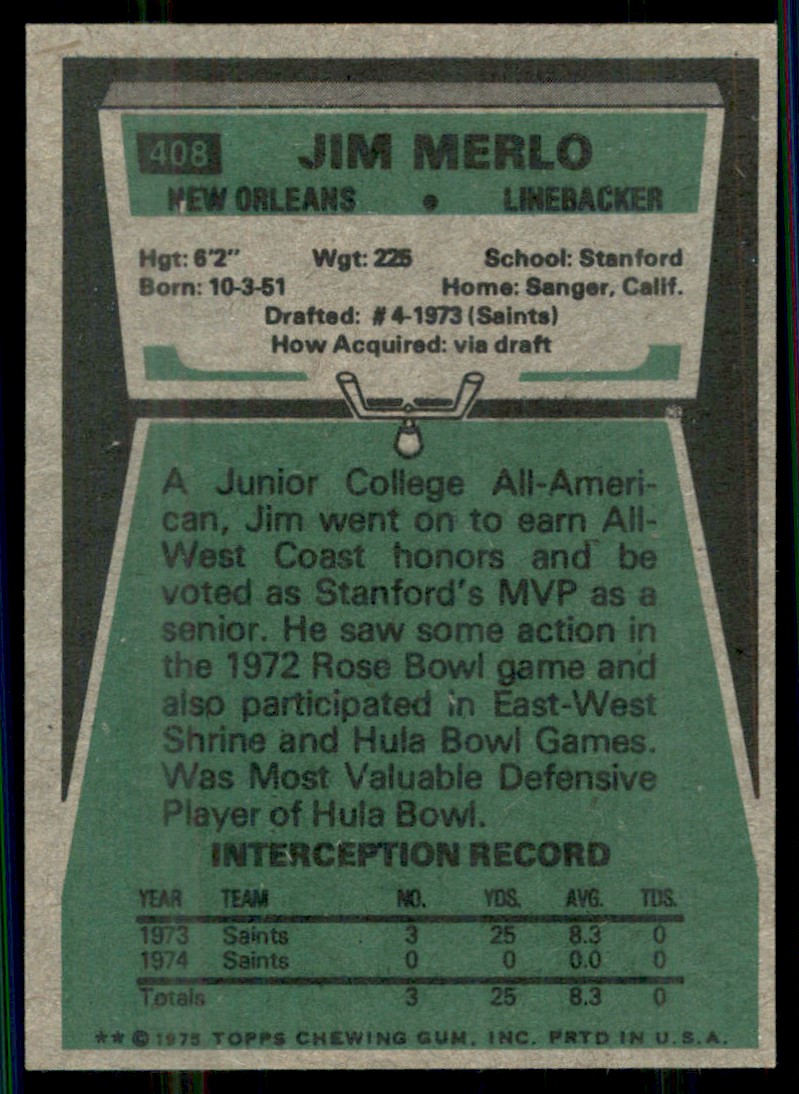 408 JIM MERLO
NEW ORLEANS • LINEBACKER
Hgt: 6'2" Wgt: 225 School: Stanford
Born: 10-3-51 Home: Sanger, Calif.
Drafted: #4-1973 (Saints)
How Acquired: via draft
A Junior College All-Ameri-
can, Jim went on to earn All-
West Coast honors and be
voted as Stanford's MVP as a
senior. He saw some action in
the 1972 Rose Bowl game and
also participated in East-West
Shrine and Hula Bowl Games.
Was Most Valuable Defensive
Player of Hula Bowl.
INTERCEPTION RECORD
YEAR TEAM NO. YDS. AVG. TDS.
1973 Saints 3 25 8.3 0
1974 Saints 0 0 0.0 0
Totals 3 25 8.3 0
** © 1975 TOPPS CHEWING GUM, INC. PRTD IN U.S.A.